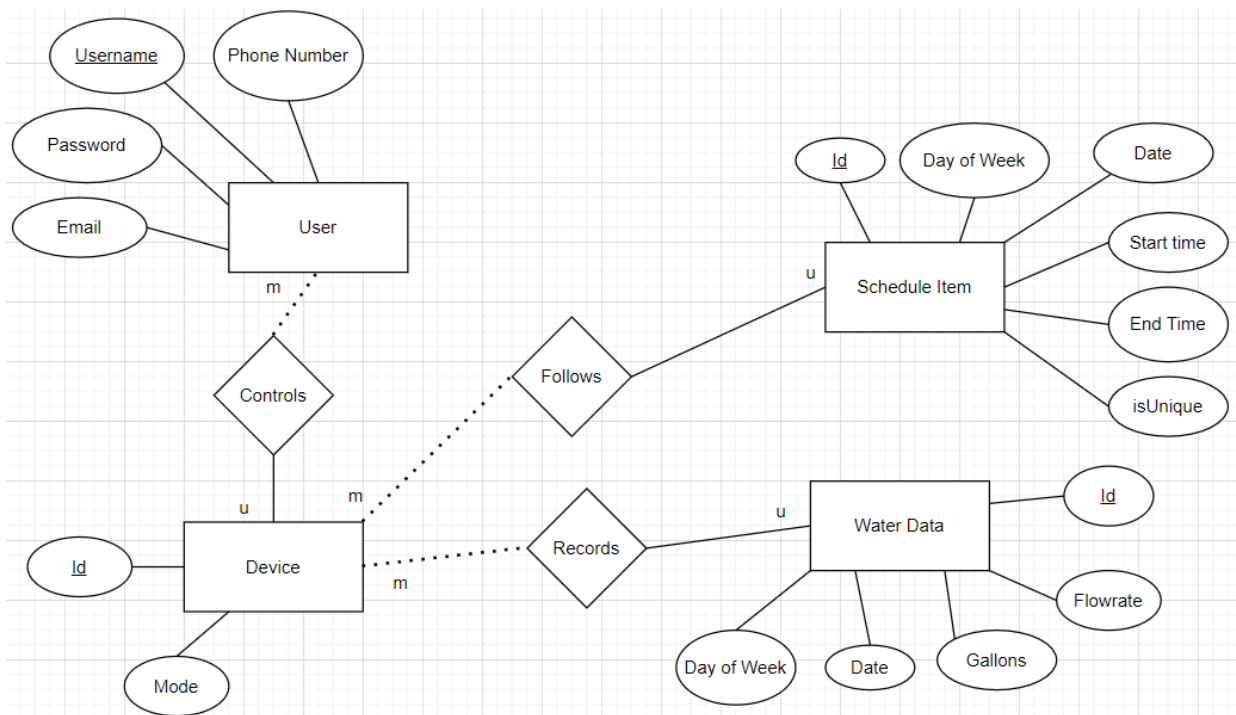 Username
Phone Number
Password
Email
User
m
Controls
u
Id
Device
Mode
m
Follows
u
m
Records
u
Id
Day of Week
Date
Schedule Item
Start time
End Time
isUnique
Water Data
Id
Flowrate
Gallons
Date
Day of Week